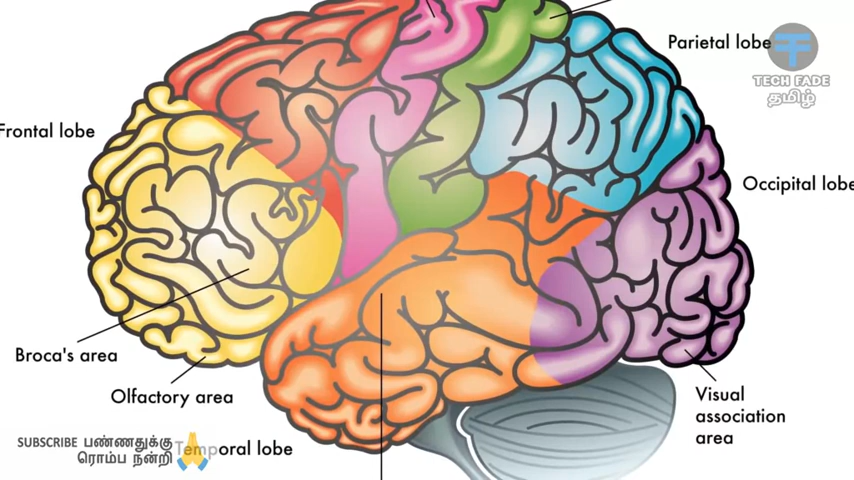 Parietal lobe
TECH FADE
தமிழ்
Frontal lobe
Occipital lobe
Broca's area
Olfactory area
Visual
association
area
SUBSCRIBE பண்ணதுக்கு
ரொம்ப நன்றி
Temporal lobe